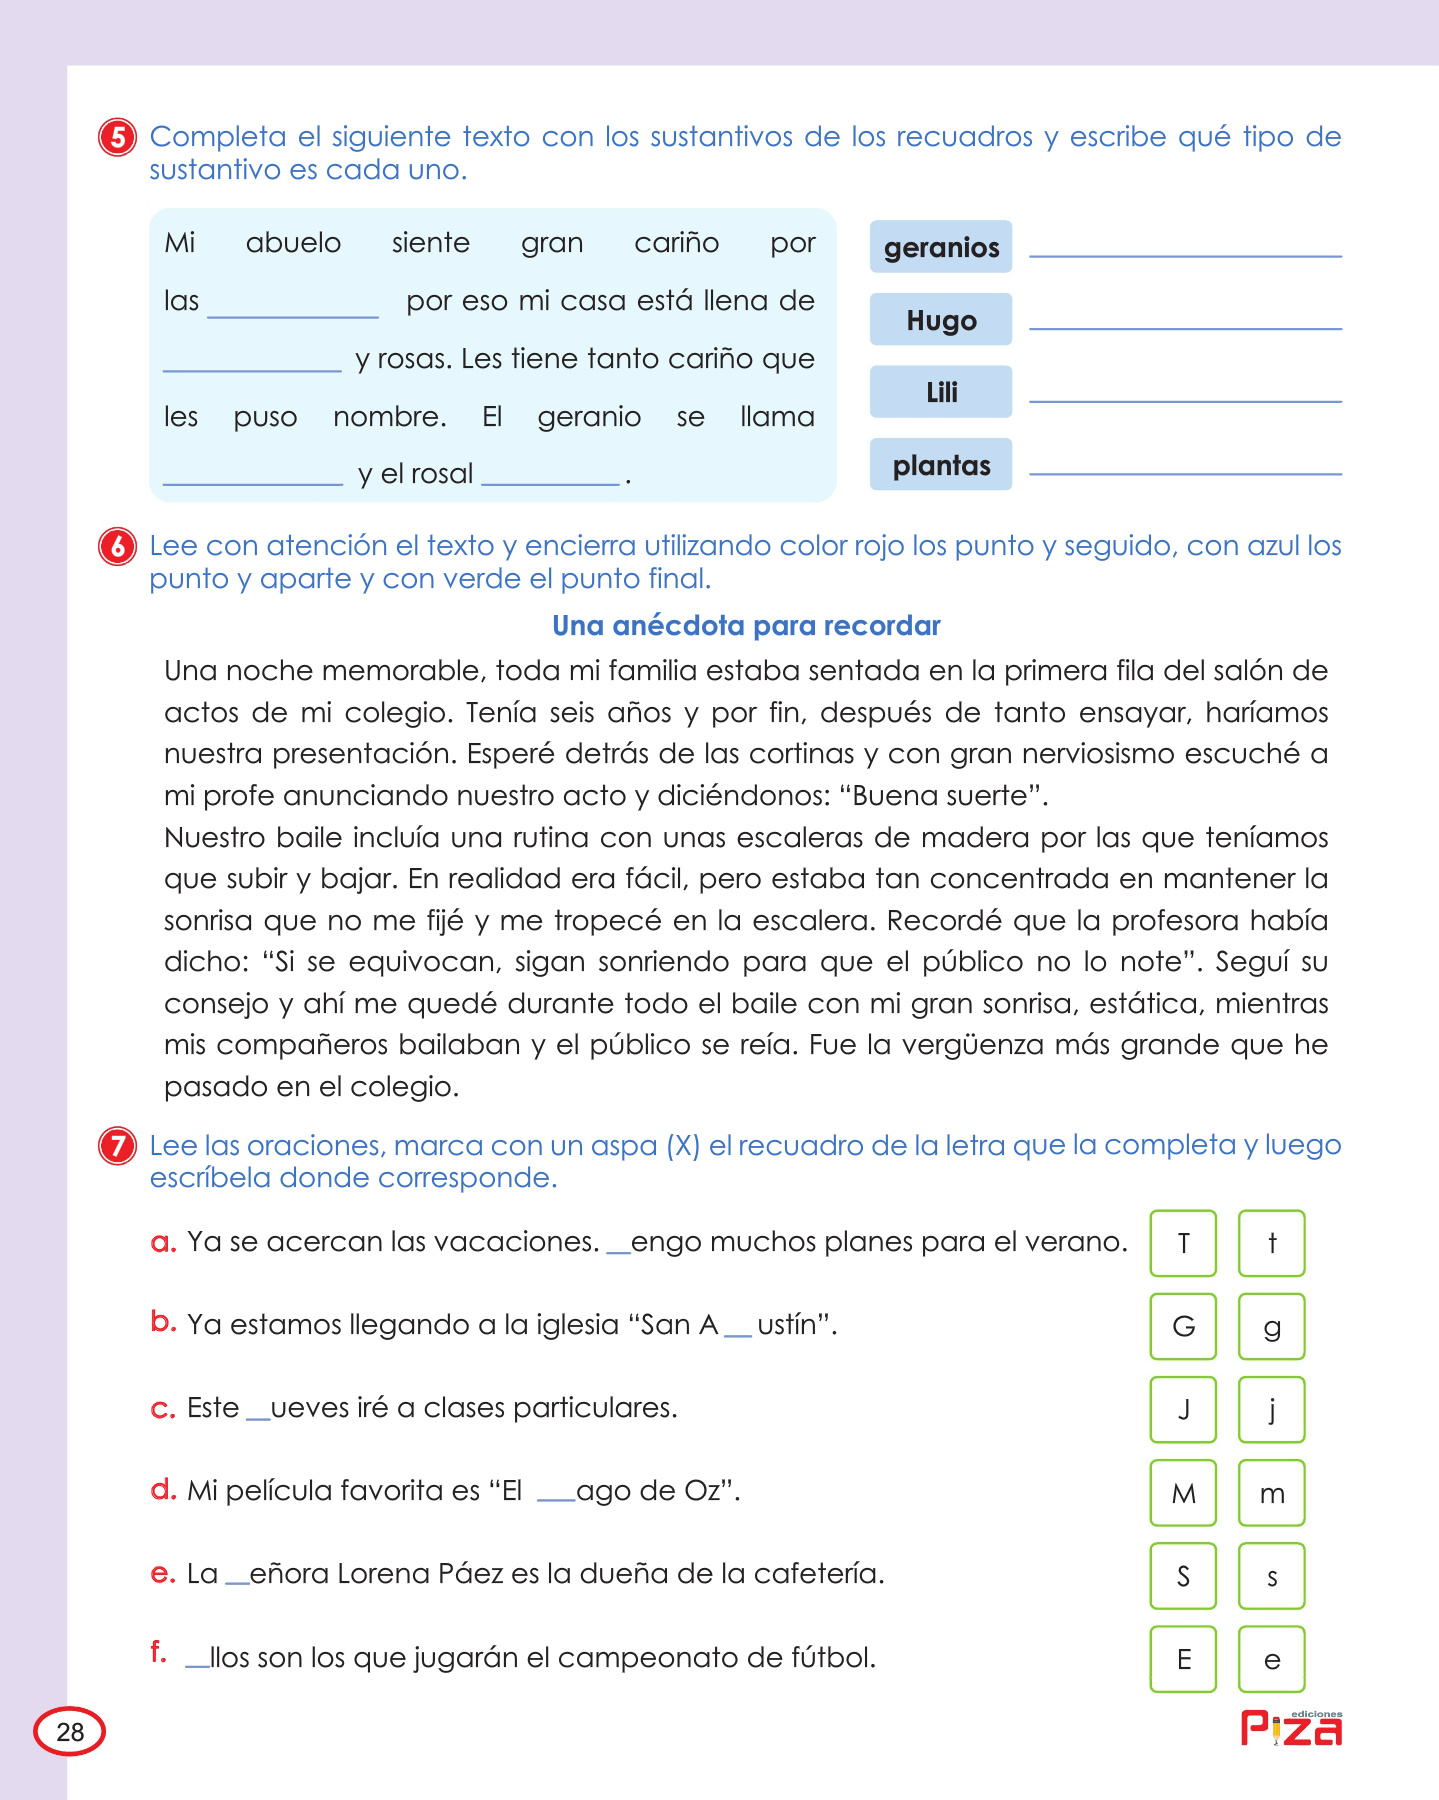 5 Completa el siguiente texto con los sustantivos de los recuadros y escribe qué tipo de
sustantivo es cada uno.
Mi abuelo siente gran cariño por
las ____________ por eso mi casa está llena de
____________ y rosas. Les tiene tanto cariño que
les puso nombre. El geranio se llama
____________ y el rosal __________ .
geranios ____________________
Hugo ____________________
Lili ____________________
plantas ____________________
6 Lee con atención el texto y encierra utilizando color rojo los punto y seguido, con azul los
punto y aparte y con verde el punto final.
Una anécdota para recordar
Una noche memorable, toda mi familia estaba sentada en la primera fila del salón de
actos de mi colegio. Tenía seis años y por fin, después de tanto ensayar, haríamos
nuestra presentación. Esperé detrás de las cortinas y con gran nerviosismo escuché a
mi profe anunciando nuestro acto y diciéndonos: “Buena suerte”.
Nuestro baile incluía una rutina con unas escaleras de madera por las que teníamos
que subir y bajar. En realidad era fácil, pero estaba tan concentrada en mantener la
sonrisa que no me fijé y me tropecé en la escalera. Recordé que la profesora había
dicho: “Si se equivocan, sigan sonriendo para que el público no lo note”. Seguí su
consejo y ahí me quedé durante todo el baile con mi gran sonrisa, estática, mientras
mis compañeros bailaban y el público se reía. Fue la vergüenza más grande que he
pasado en el colegio.
7 Lee las oraciones, marca con un aspa (X) el recuadro de la letra que la completa y luego
escríbela donde corresponde.
a. Ya se acercan las vacaciones. __engo muchos planes para el verano. T t
b. Ya estamos llegando a la iglesia “San A __ ustín”. G g
c. Este __ueves iré a clases particulares. J j
d. Mi película favorita es “El ___ago de Oz”. M m
e. La __eñora Lorena Páez es la dueña de la cafetería. S s
f. __llos son los que jugarán el campeonato de fútbol. E e
28
ediciones
Piza